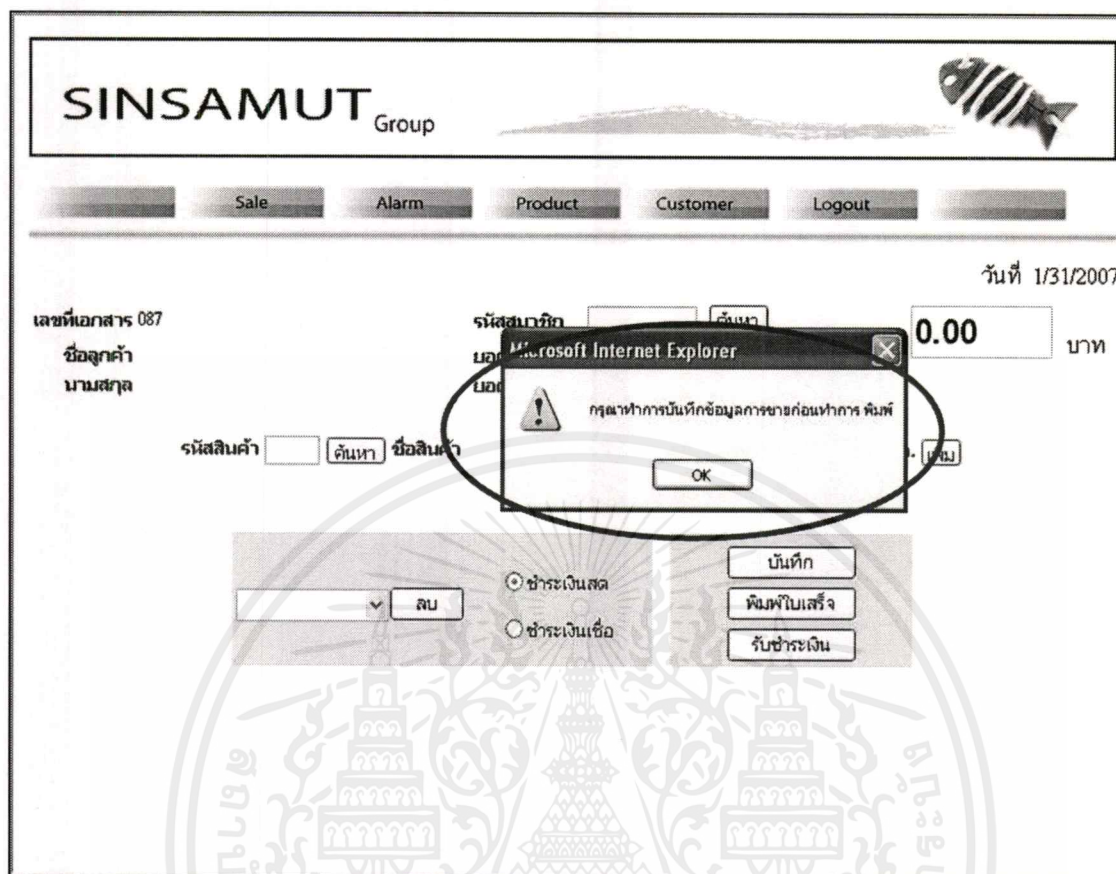 SINSAMUT Group
Sale Alarm Product Customer Logout
วันที่ 1/31/2007
เลขที่เอกสาร 087 รหัสสมาชิก ค้นหา 0.00 บาท
ชื่อลูกค้า
นามสกุล
Microsoft Internet Explorer
กรุณาทำการบันทึกข้อมูลการขายก่อนทำการ พิมพ์
OK
รหัสสินค้า ค้นหา ชื่อสินค้า เพิ่ม
ลบ
ชำระเงินสด
ชำระเงินเชื่อ
บันทึก
พิมพ์ใบเสร็จ
รับชำระเงิน